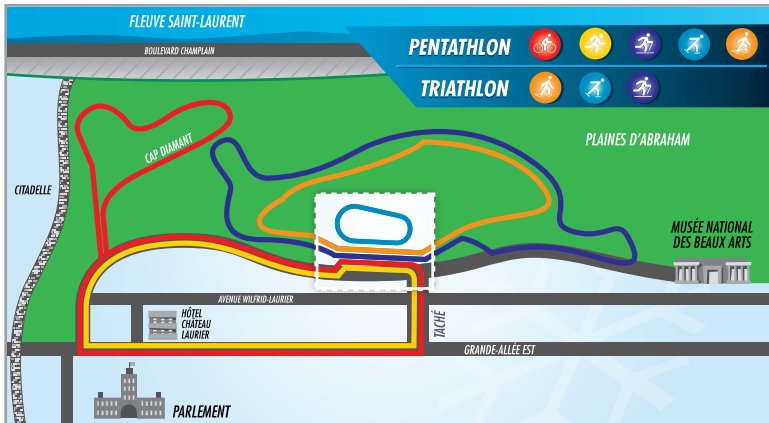 FLEUVE SAINT-LAURENT
BOULEVARD CHAMPLAIN
PENTATHLON
TRIATHLON
CAP DIAMANT
PLAINES D'ABRAHAM
CITADELLE
MUSÉE NATIONAL
DES BEAUX ARTS
AVENUE WILFRID-LAURIER
HÔTEL
CHÂTEAU
LAURIER
TACHÉ
GRANDE-ALLÉE EST
PARLEMENT